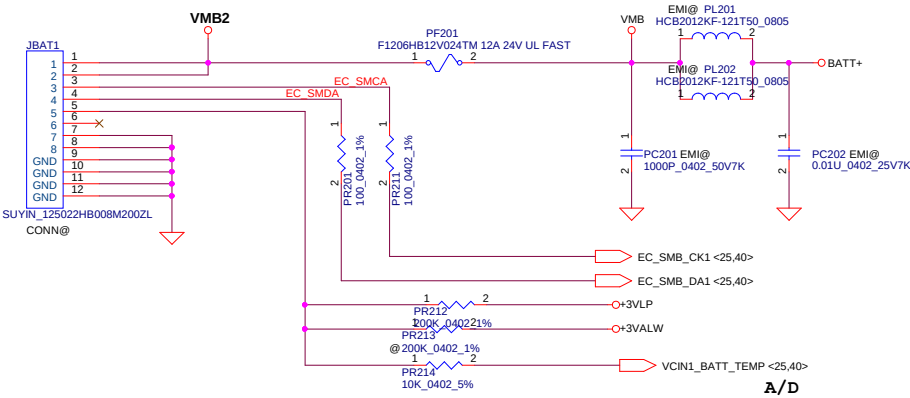 VMB2
JBAT1
1 1
2 2
3 3
4 4
5 5
6 6
7 7
8 8
GND 9
GND 10
GND 11
GND 12
SUYIN_125022HB008M200ZL
CONN@
EC_SMCA
EC_SMDA
PF201
F1206HB12V024TM 12A 24V UL FAST
1 2
VMB
EMI@ PL201
HCB2012KF-121T50_0805
1 2
EMI@ PL202
HCB2012KF-121T50_0805
1 2
BATT+
1
2
PR201
100_0402_1%
1
2
PR211
100_0402_1%
1
2
PC201 EMI@
1000P_0402_50V7K
1
2
PC202 EMI@
0.01U_0402_25V7K
EC_SMB_CK1 <25,40>
EC_SMB_DA1 <25,40>
1 2
PR212
200K_0402_1%
+3VLP
1 2
PR213
@ 200K_0402_1%
+3VALW
1 2
PR214
10K_0402_5%
VCIN1_BATT_TEMP <25,40>
A/D